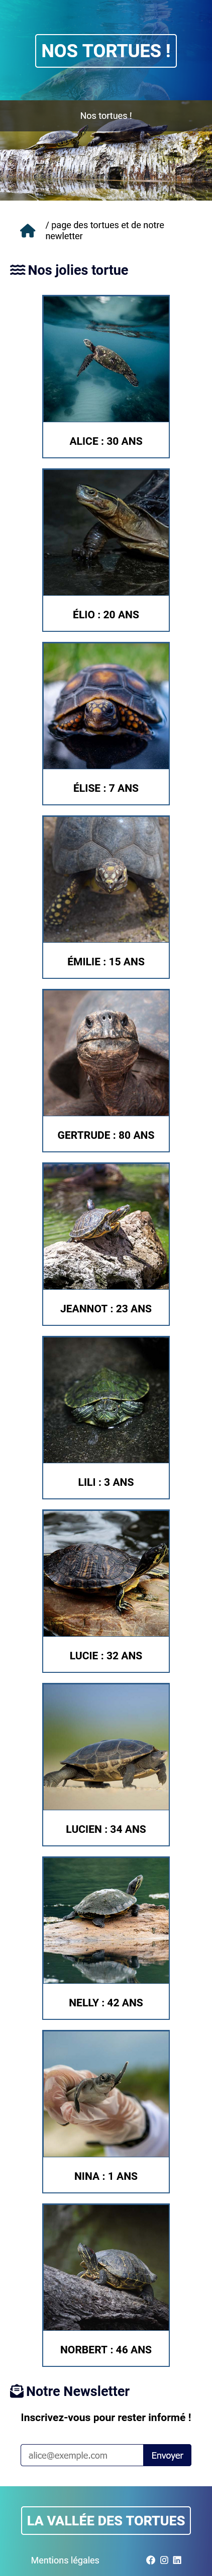 NOS TORTUES !
Nos tortues !
/ page des tortues et de notre
newletter
Nos jolies tortue
ALICE : 30 ANS
ÉLIO : 20 ANS
ÉLISE : 7 ANS
ÉMILIE : 15 ANS
GERTRUDE : 80 ANS
JEANNOT : 23 ANS
LILI : 3 ANS
LUCIE : 32 ANS
LUCIEN : 34 ANS
NELLY : 42 ANS
NINA : 1 ANS
NORBERT : 46 ANS
Notre Newsletter
Inscrivez-vous pour rester informé !
alice@exemple.com Envoyer
LA VALLÉE DES TORTUES
Mentions légales